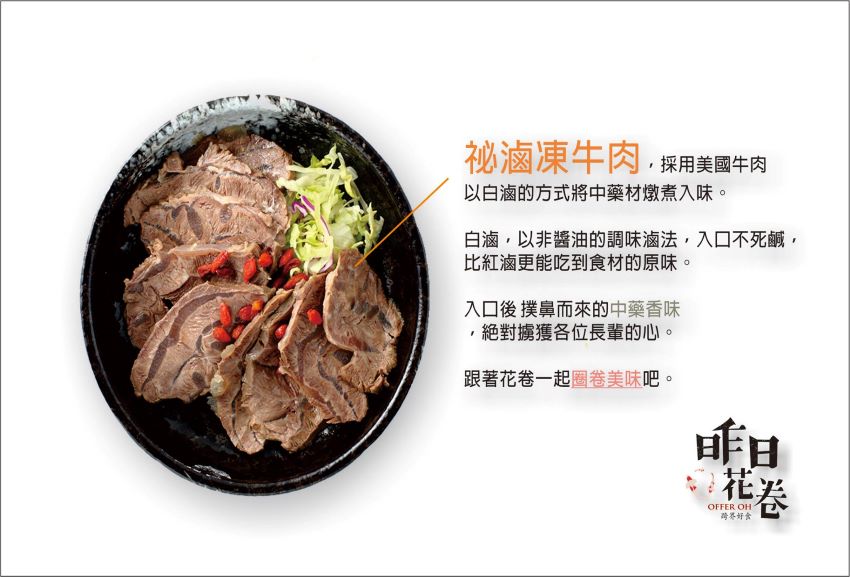 祕滷凍牛肉，採用美國牛肉
以白滷的方式將中藥材燉煮入味。
白滷，以非醬油的調味滷法，入口不死鹹，
比紅滷更能吃到食材的原味。
入口後 撲鼻而來的中藥香味
，絕對擄獲各位長輩的心。
跟著花卷一起圈卷美味吧。
昨日
花卷
OFFER OH
跨界好食